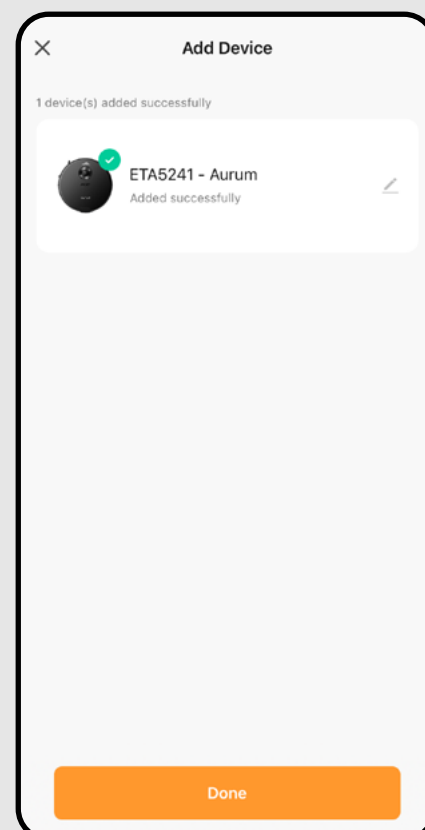 Add Device
1 device(s) added successfully
ETA5241 - Aurum
Added successfully
Done